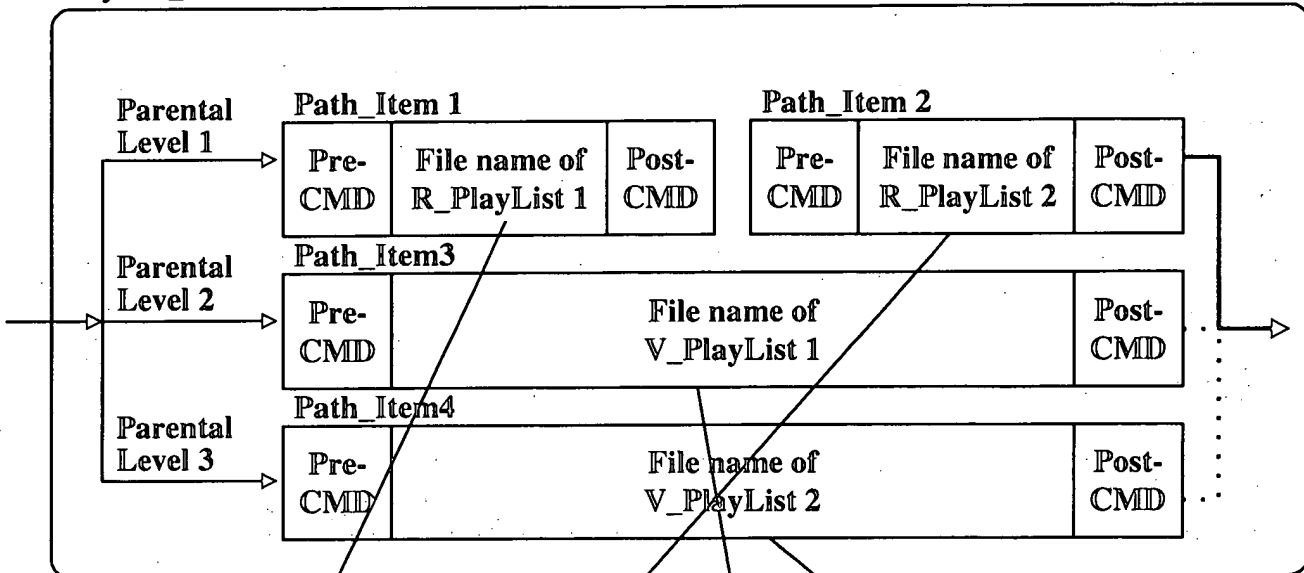 Parental
Level 1
Path_Item 1
Pre-
CMD
File name of
R_PlayList 1
Post-
CMD
Path_Item 2
Pre-
CMD
File name of
R_PlayList 2
Post-
CMD
Parental
Level 2
Path_Item3
Pre-
CMD
File name of
V_PlayList 1
Post-
CMD
Parental
Level 3
Path_Item4
Pre-
CMD
File name of
V_PlayList 2
Post-
CMD